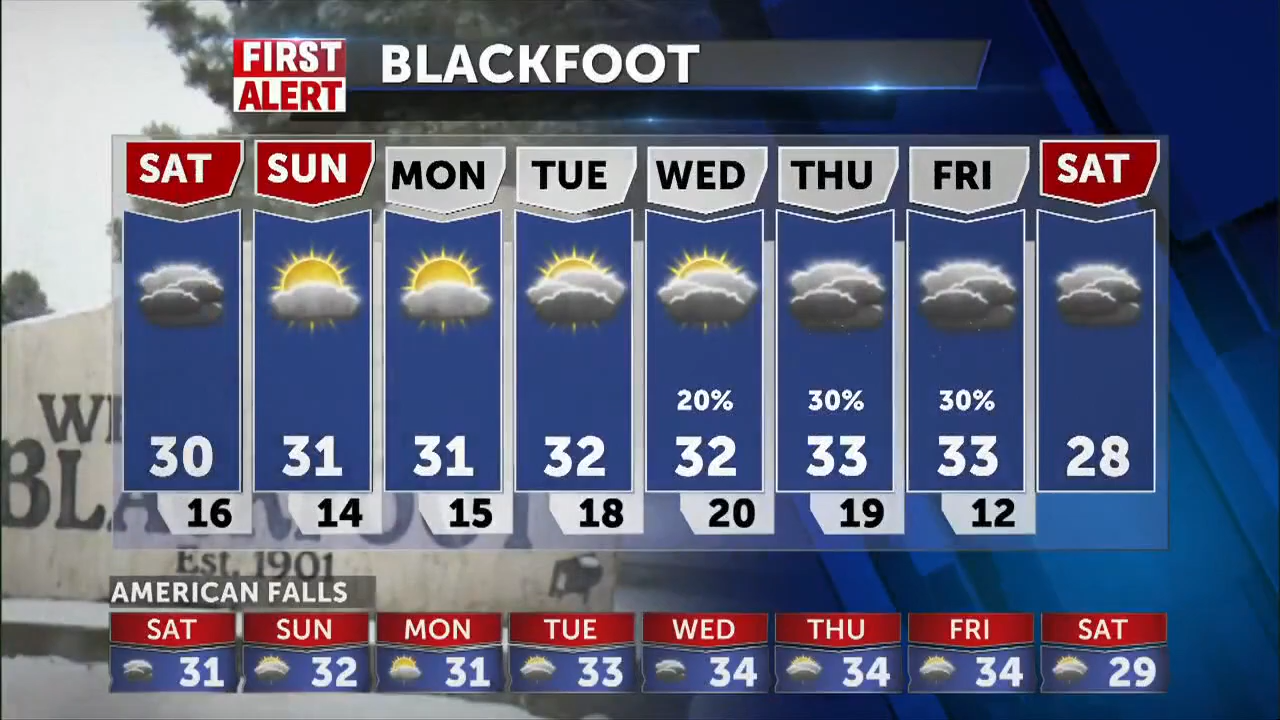 FIRST
ALERT
BLACKFOOT
SAT SUN MON TUE WED THU FRI SAT
20% 30% 30%
30 31 31 32 32 33 33 28
16 14 15 18 20 19 12
Est. 1901
AMERICAN FALLS
SAT SUN MON TUE WED THU FRI SAT
31 32 31 33 34 34 34 29